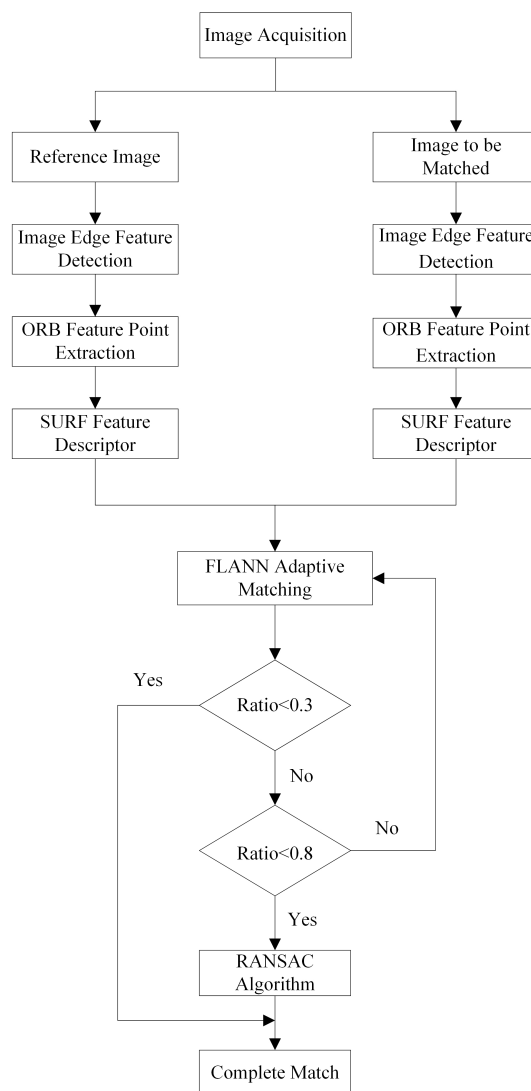 Image Acquisition
Reference Image
Image to be
Matched
Image Edge Feature
Detection
Image Edge Feature
Detection
ORB Feature Point
Extraction
ORB Feature Point
Extraction
SURF Feature
Descriptor
SURF Feature
Descriptor
FLANN Adaptive
Matching
Yes
Ratio<0.3
No
Ratio<0.8
No
Yes
RANSAC
Algorithm
Complete Match